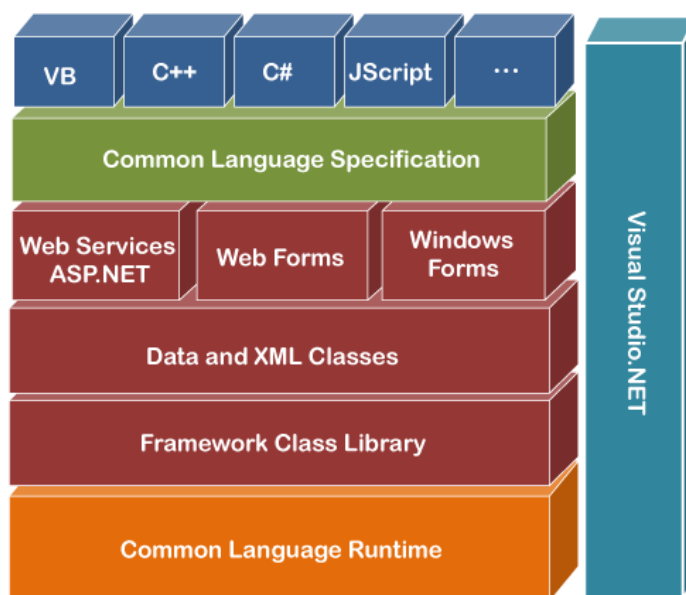 VB
C++
C#
JScript
...
Common Language Specification
Web Services
ASP.NET
Web Forms
Windows
Forms
Data and XML Classes
Framework Class Library
Common Language Runtime
Visual Studio.NET